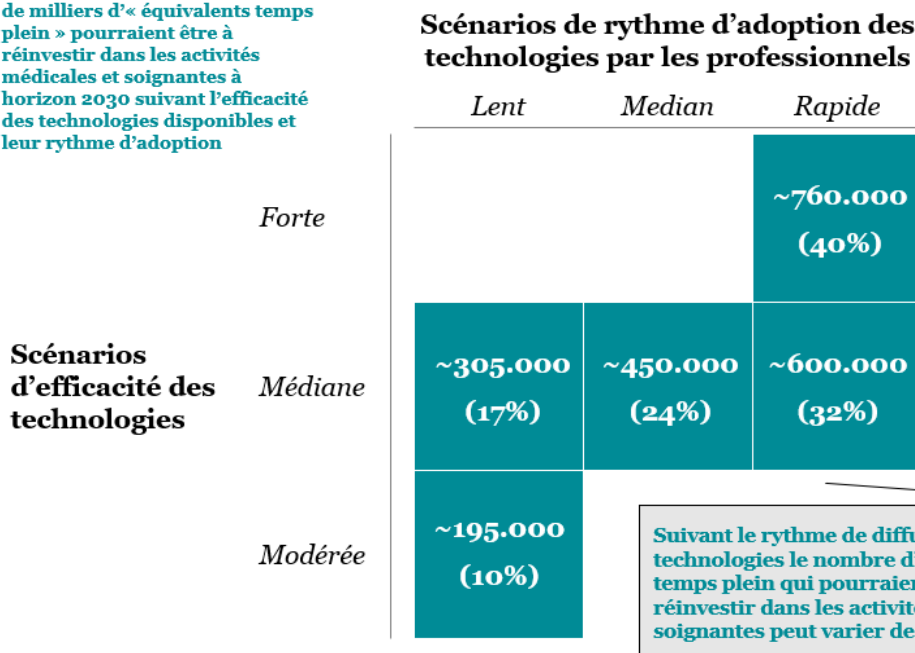 de milliers d’« équivalents temps
plein » pourraient être à
réinvestir dans les activités
médicales et soignantes à
horizon 2030 suivant l’efficacité
des technologies disponibles et
leur rythme d’adoption
Scénarios de rythme d’adoption des
technologies par les professionnels
Lent Median Rapide
Forte
~760.000
(40%)
Scénarios
d’efficacité des
technologies
Médiane
~305.000 ~450.000 ~600.000
(17%) (24%) (32%)
Modérée
~195.000
(10%)
Suivant le rythme de
technologies le nombre
temps plein qui
réinvestir dans les
soignantes peut varier de